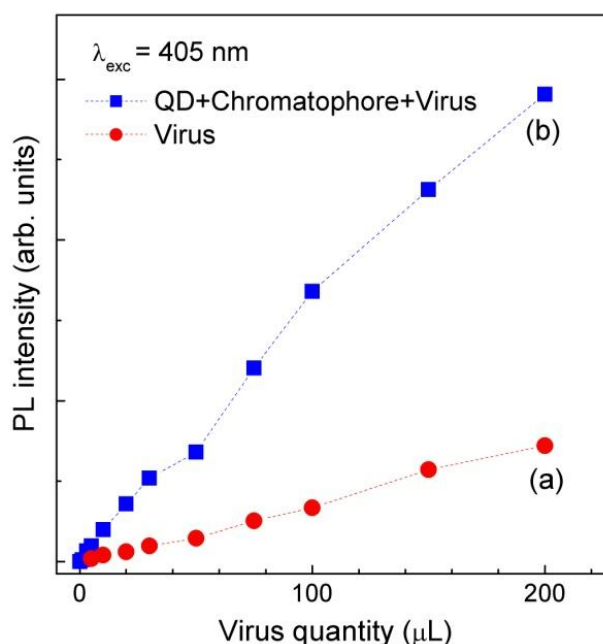 λexc = 405 nm
QD+Chromatophore+Virus
Virus
(b)
(a)
PL intensity (arb. units)
0
100
200
Virus quantity (μL)